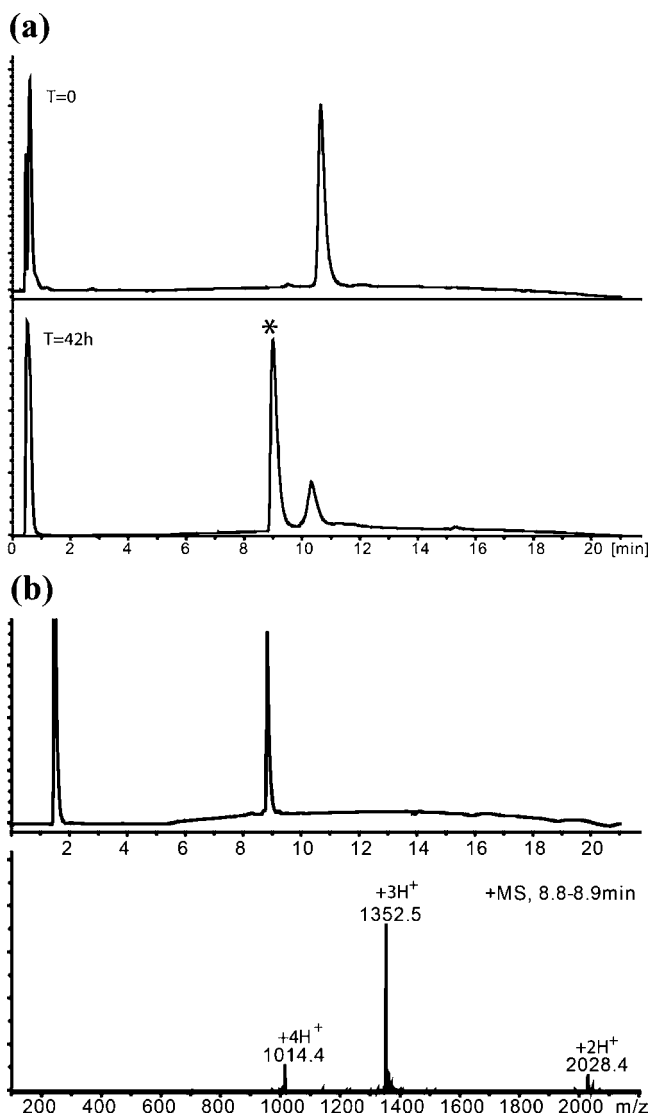 (a)
T=0
T=42h
*
0 2 4 6 8 10 12 14 16 18 20 [min]
(b)
2 4 6 8 10 12 14 16 18 20
+3H+ +MS, 8.8-8.9min
1352.5
+4H+ +2H+
1014.4 2028.4
200 400 600 800 1000 1200 1400 1600 1800 2000 m/z